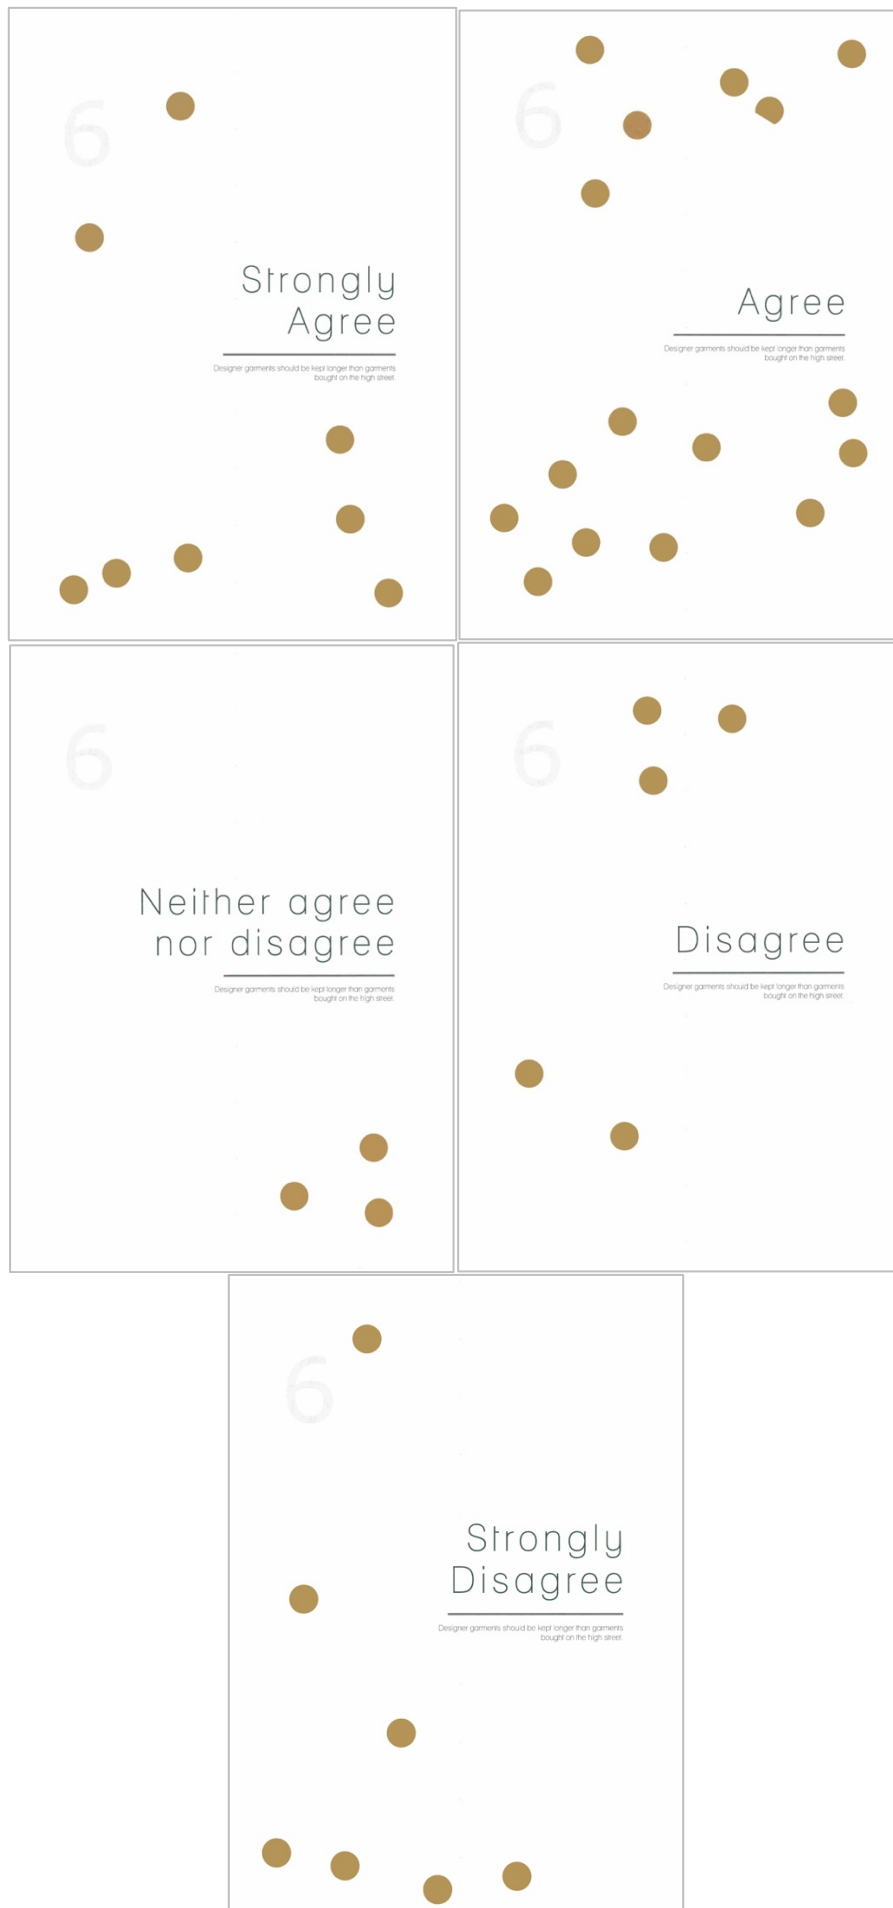 6
Strongly
Agree
Designer garments should be kept longer than garments
bought on the high street.
6
Agree
Designer garments should be kept longer than garments
bought on the high street.
6
Neither agree
nor disagree
Designer garments should be kept longer than garments
bought on the high street.
6
Disagree
Designer garments should be kept longer than garments
bought on the high street.
6
Strongly
Disagree
Designer garments should be kept longer than garments
bought on the high street.